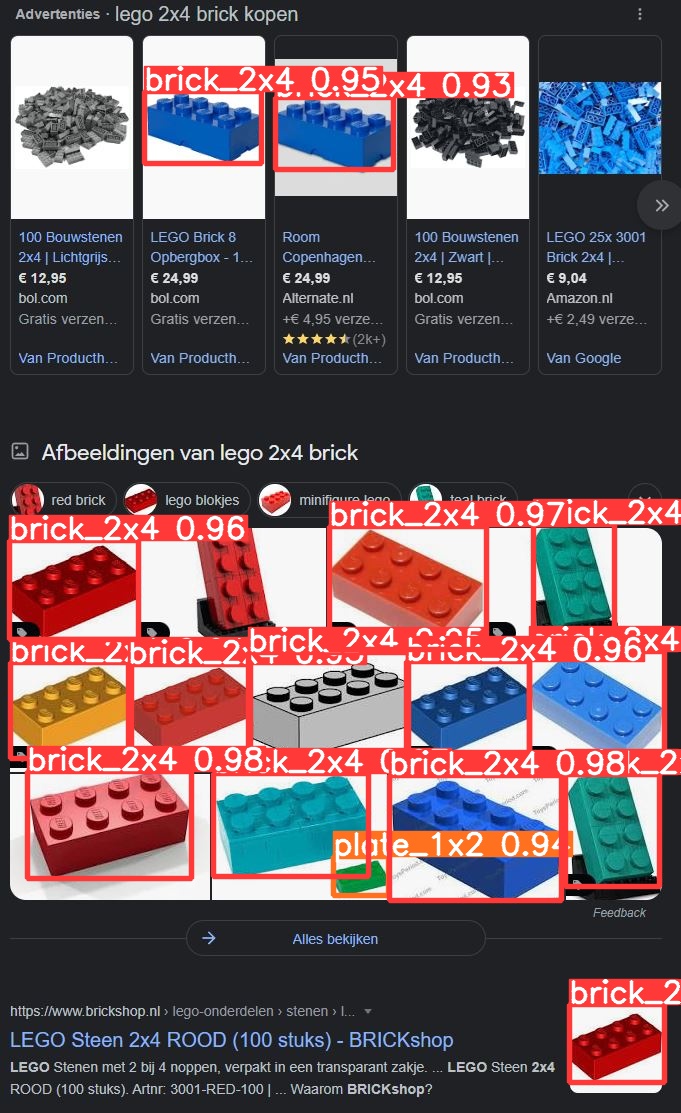 Advertenties · lego 2x4 brick kopen
brick_2x4 0.95
x4 0.93
100 Bouwstenen
2x4 | Lichtgrijs...
€ 12,95
bol.com
Gratis verzen...
Van Producth...
LEGO Brick 8
Opbergbox - 1...
€ 24,99
bol.com
Gratis verzen...
Van Producth...
Room
Copenhagen...
€ 24,99
Alternate.nl
+€ 4,95 verze...
(2k+)
Van Producth...
100 Bouwstenen
2x4 | Zwart |...
€ 12,95
bol.com
Gratis verzen...
Van Producth...
LEGO 25x 3001
Brick 2x4 |...
€ 9,04
Amazon.nl
+€ 2,49 verze...
Van Google
Afbeeldingen van lego 2x4 brick
red brick
lego blokjes
minifigure lego
teal brick
brick_2x4 0.96
brick_2x4 0.97
ick_2x4
brick_2x
brick_2x
brick_2x4
brick_2x4 0.96
x4
brick_2x4 0.98
ck_2x4
brick_2x4 0.98
k_2
plate_1x2 0.94
ToysPeriod.com
Feedback
Alles bekijken
https://www.brickshop.nl › lego-onderdelen › stenen › l...
brick_2
LEGO Steen 2x4 ROOD (100 stuks) - BRICKshop
LEGO Stenen met 2 bij 4 noppen, verpakt in een transparant zakje. ... LEGO Steen 2x4
ROOD (100 stuks). Artnr: 3001-RED-100 | ... Waarom BRICKshop?